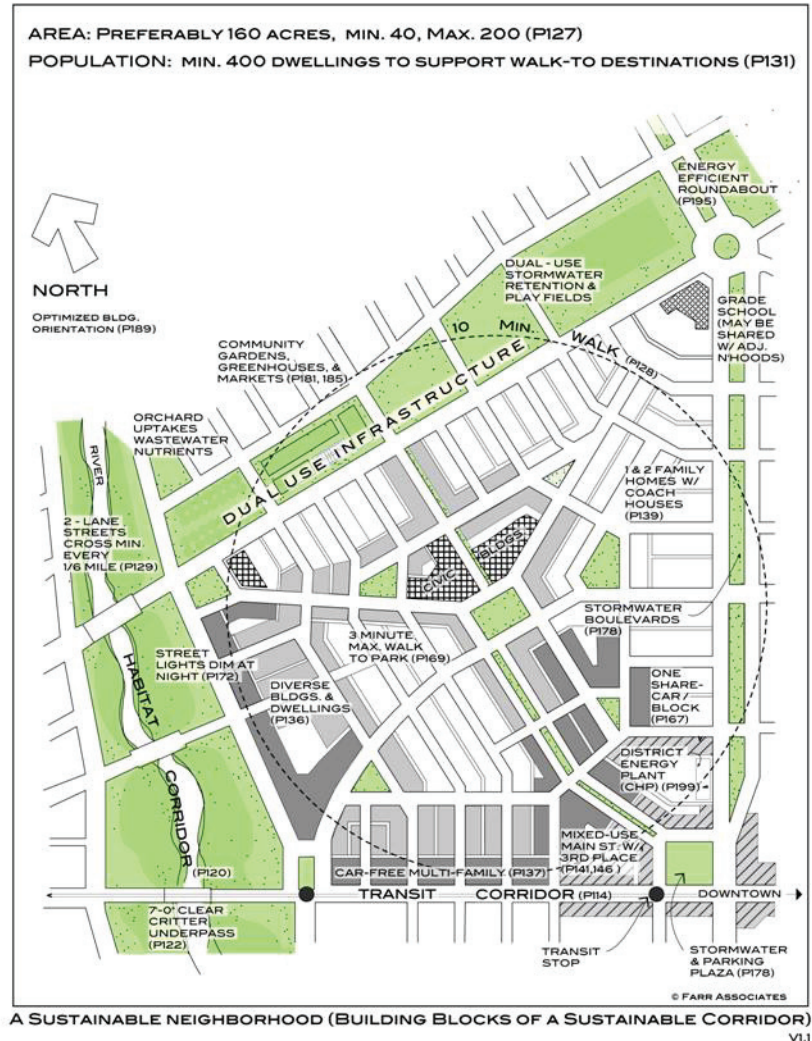 AREA: PREFERABLY 160 ACRES, MIN. 40, MAX. 200 (P127)
POPULATION: MIN. 400 DWELLINGS TO SUPPORT WALK-TO DESTINATIONS (P131)
ENERGY
EFFICIENT
ROUNDABOUT
(P195)
NORTH
OPTIMIZED BLDG.
ORIENTATION (P189)
DUAL - USE
STORMWATER
RETENTION &
PLAY FIELDS
GRADE
SCHOOL
(MAY BE
SHARED
W/ ADJ.
N'HOODS)
10 MIN. WALK (P128)
COMMUNITY
GARDENS,
GREENHOUSES, &
MARKETS (P181, 185)
DUAL USE INFRASTRUCTURE
ORCHARD
UPTAKES
WASTEWATER
NUTRIENTS
RIVER
2 - LANE
STREETS
CROSS MIN.
EVERY
1/6 MILE (P129)
1 & 2 FAMILY
HOMES W/
COACH
HOUSES
(P139)
CIVIC BLDGS.
STORMWATER
BOULEVARDS
(P178)
3 MINUTE
MAX. WALK
TO PARK (P169)
STREET
LIGHTS DIM AT
NIGHT (P172)
HABITAT CORRIDOR
(P120)
DIVERSE
BLDGS. &
DWELLINGS
(P136)
ONE
SHARE-
CAR /
BLOCK
(P167)
DISTRICT
ENERGY
PLANT
(CHP) (P199)
MIXED-USE
MAIN ST. W/
3RD PLACE
(P141,146)
CAR-FREE MULTI-FAMILY (P137)
TRANSIT CORRIDOR (P114)
DOWNTOWN
7'-0" CLEAR
CRITTER
UNDERPASS
(P122)
TRANSIT
STOP
STORMWATER
& PARKING
PLAZA (P178)
© FARR ASSOCIATES
A SUSTAINABLE NEIGHBORHOOD (BUILDING BLOCKS OF A SUSTAINABLE CORRIDOR)
V1.1